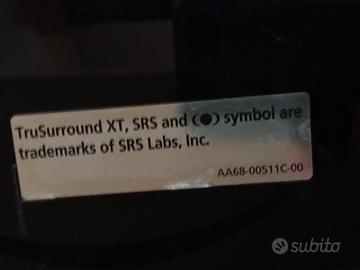 TruSurround XT, SRS and (●) symbol are
trademarks of SRS Labs, Inc.
AA68-00511C-00
subito